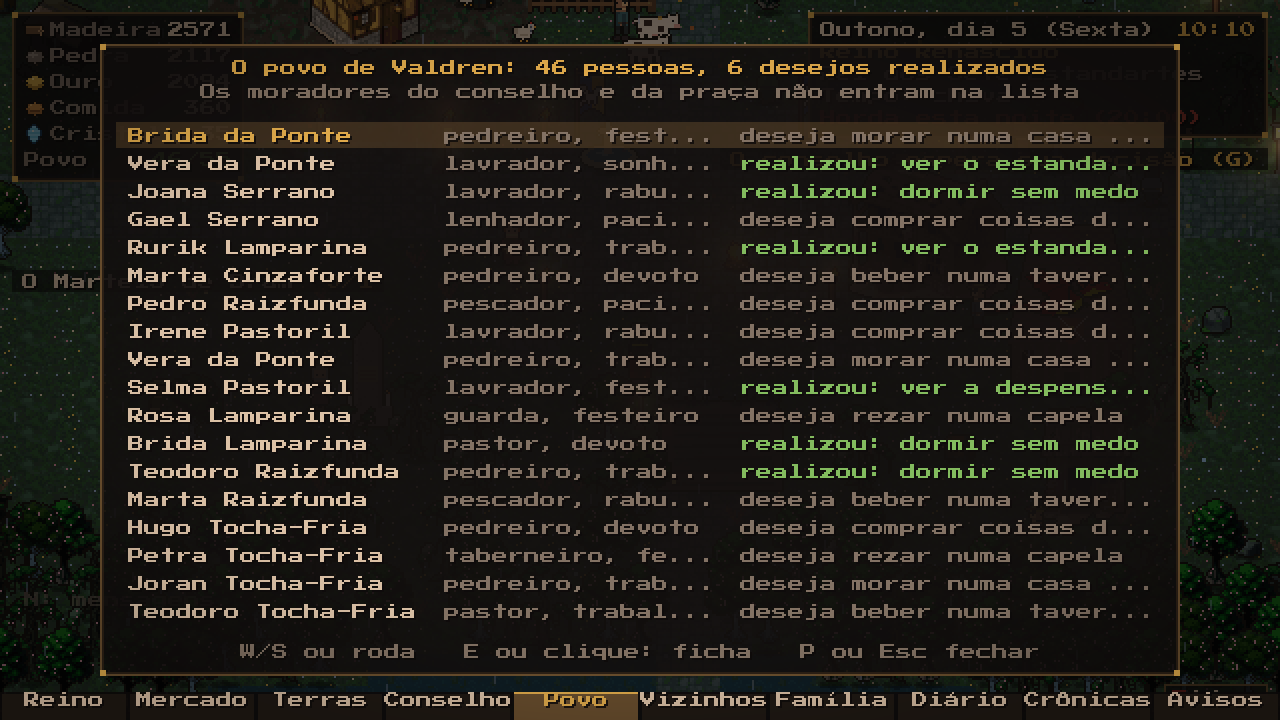 Madeira 2571
Outono, dia 5 (Sexta) 10:10
O povo de Valdren: 46 pessoas, 6 desejos realizados
Os moradores do conselho e da praça não entram na lista
Ouro
Povo
Brida da Ponte pedreiro, fest... deseja morar numa casa ...
Vera da Ponte lavrador, sonh... realizou: ver o estanda...
Joana Serrano lavrador, rabu... realizou: dormir sem medo
Gael Serrano lenhador, paci... deseja comprar coisas d...
Rurik Lamparina pedreiro, trab... realizou: ver o estanda...
Marta Cinzaforte pedreiro, devoto deseja beber numa taver...
Pedro Raizfunda pescador, paci... deseja comprar coisas d...
Irene Pastoril lavrador, rabu... deseja comprar coisas d...
Vera da Ponte pedreiro, trab... deseja morar numa casa ...
Selma Pastoril lavrador, fest... realizou: ver a despens...
Rosa Lamparina guarda, festeiro deseja rezar numa capela
Brida Lamparina pastor, devoto realizou: dormir sem medo
Teodoro Raizfunda pedreiro, trab... realizou: dormir sem medo
Marta Raizfunda pescador, rabu... deseja beber numa taver...
Hugo Tocha-Fria pedreiro, devoto deseja comprar coisas d...
Petra Tocha-Fria taberneiro, fe... deseja rezar numa capela
Joran Tocha-Fria pedreiro, trab... deseja morar numa casa ...
Teodoro Tocha-Fria pastor, trabal... deseja beber numa taver...
W/S ou roda E ou clique: ficha P ou Esc fechar
Reino Mercado Terras Conselho Povo Vizinhos Família Diário Crônicas Avisos